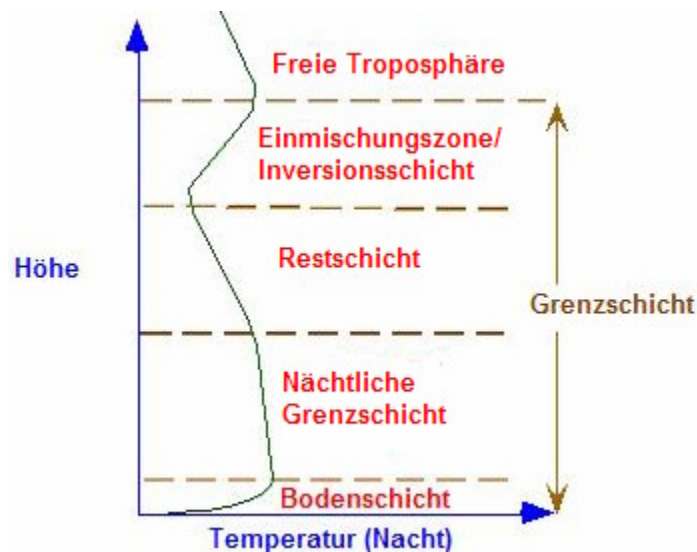 Freie Troposphäre
Einmischungszone/
Inversionsschicht
Höhe
Restschicht
Grenzschicht
Nächtliche
Grenzschicht
Bodenschicht
Temperatur (Nacht)